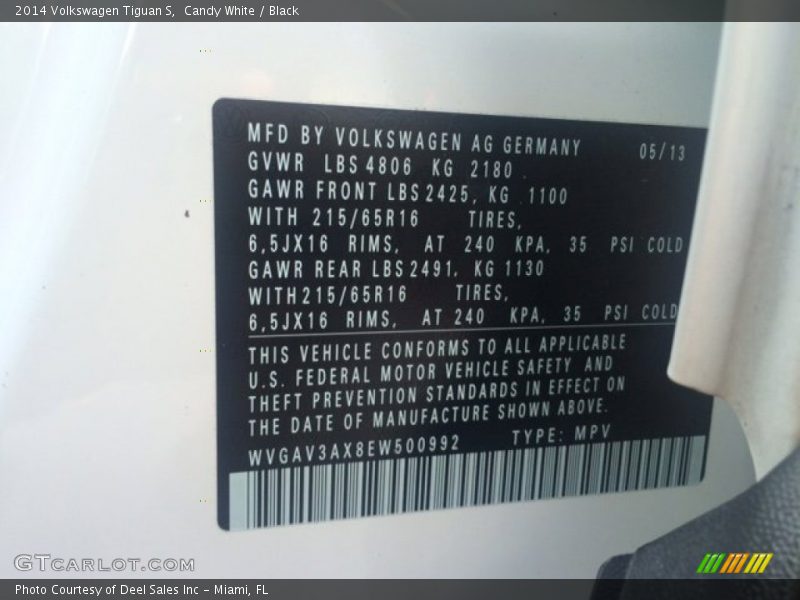 2014 Volkswagen Tiguan S,  Candy White / Black
MFD BY VOLKSWAGEN AG GERMANY 05/13
GVWR LBS 4806 KG 2180
GAWR FRONT LBS 2425, KG 1100
WITH 215/65R16 TIRES,
6,5JX16 RIMS, AT 240 KPA, 35 PSI COLD
GAWR REAR LBS 2491, KG 1130
WITH 215/65R16 TIRES,
6,5JX16 RIMS, AT 240 KPA, 35 PSI COLD
THIS VEHICLE CONFORMS TO ALL APPLICABLE
U.S. FEDERAL MOTOR VEHICLE SAFETY AND
THEFT PREVENTION STANDARDS IN EFFECT ON
THE DATE OF MANUFACTURE SHOWN ABOVE.
WVGAV3AX8EW500992 TYPE: MPV
GTCARLOT.COM
Photo Courtesy of Deel Sales Inc - Miami, FL